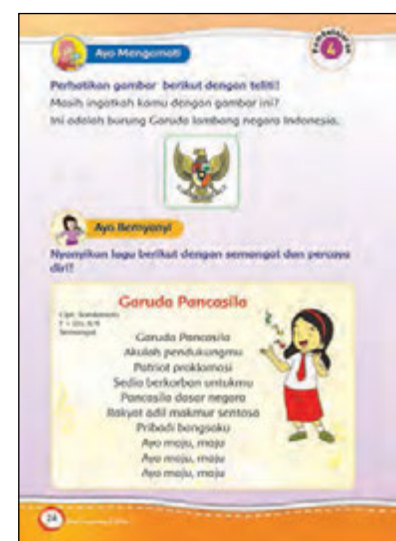 Ayo Mengamati
Pembelajaran
4
Perhatikan gambar berikut dengan teliti!
Masih ingatkah kamu dengan gambar ini?
Ini adalah burung Garuda lambang negara Indonesia.
Ayo Bernyanyi
Nyanyikan lagu berikut dengan semangat dan percaya
diri!
Garuda Pancasila
Semangat
Garuda Pancasila
Akulah pendukungmu
Patriot proklamasi
Sedia berkorban untukmu
Pancasila dasar negara
Rakyat adil makmur sentosa
Pribadi bangsaku
Ayo maju, maju
Ayo maju, maju
Ayo maju, maju